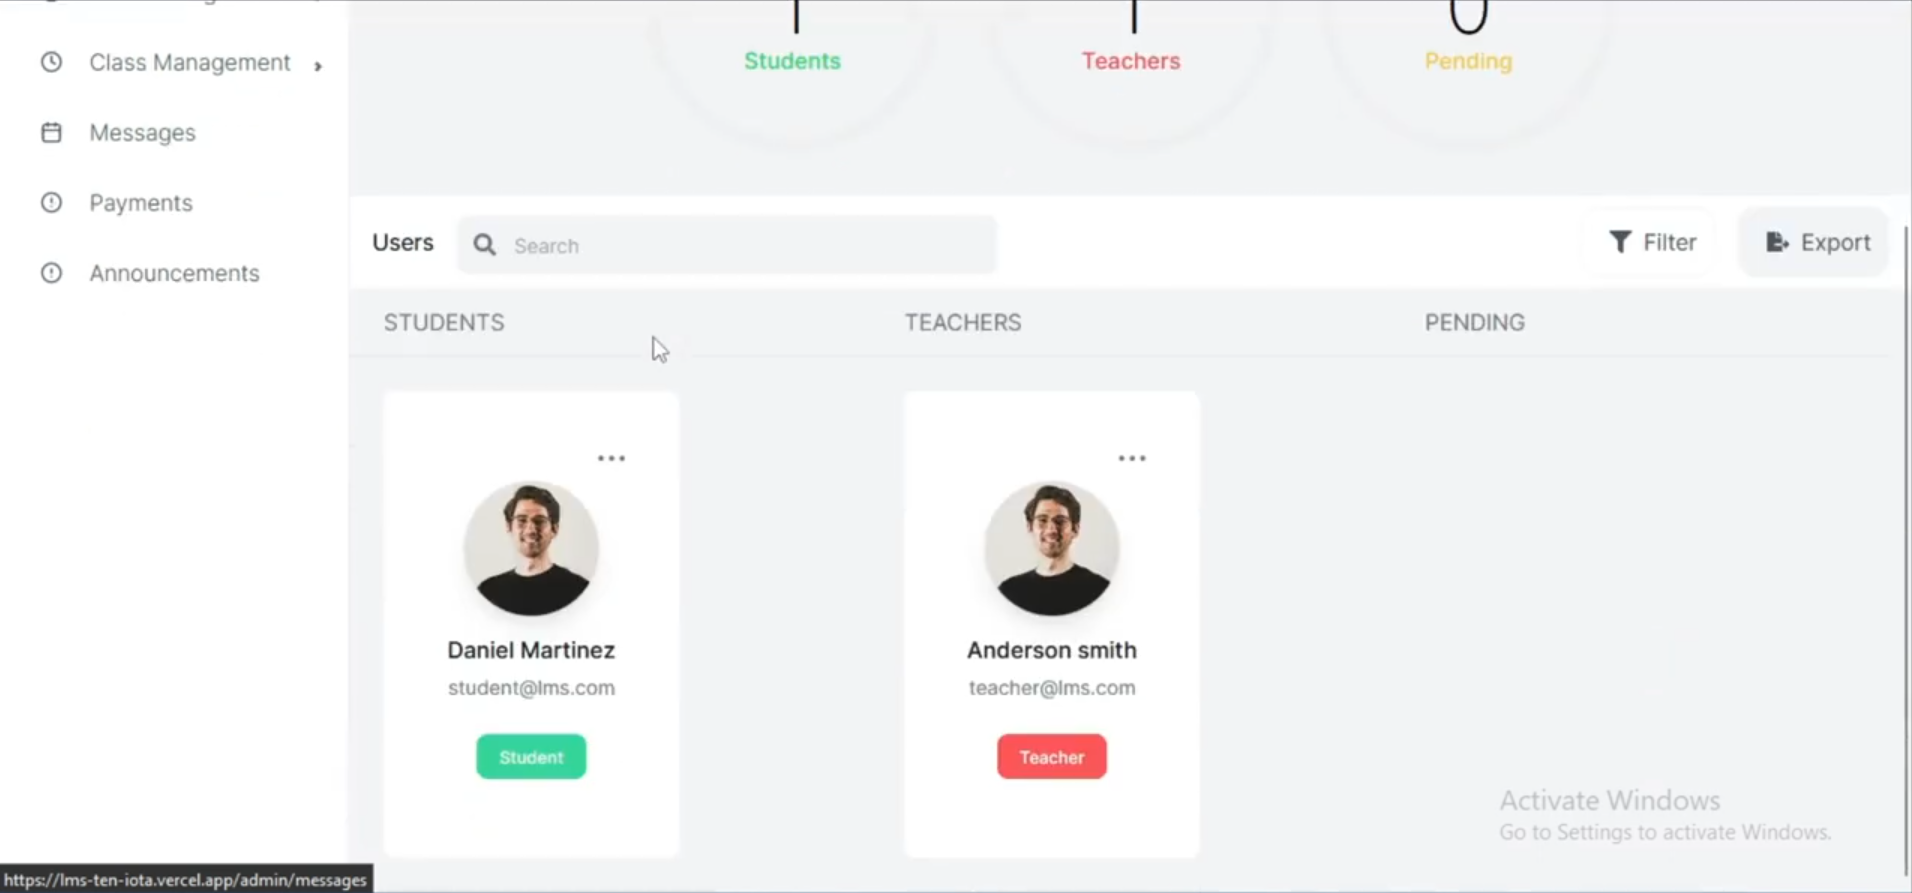 Class Management
Messages
Payments
Announcements
1
1
0
Students
Teachers
Pending
Users
Search
Filter
Export
STUDENTS
TEACHERS
PENDING
Daniel Martinez
student@lms.com
Student
Anderson smith
teacher@lms.com
Teacher
Activate Windows
Go to Settings to activate Windows.
https://lms-ten-iota.vercel.app/admin/messages